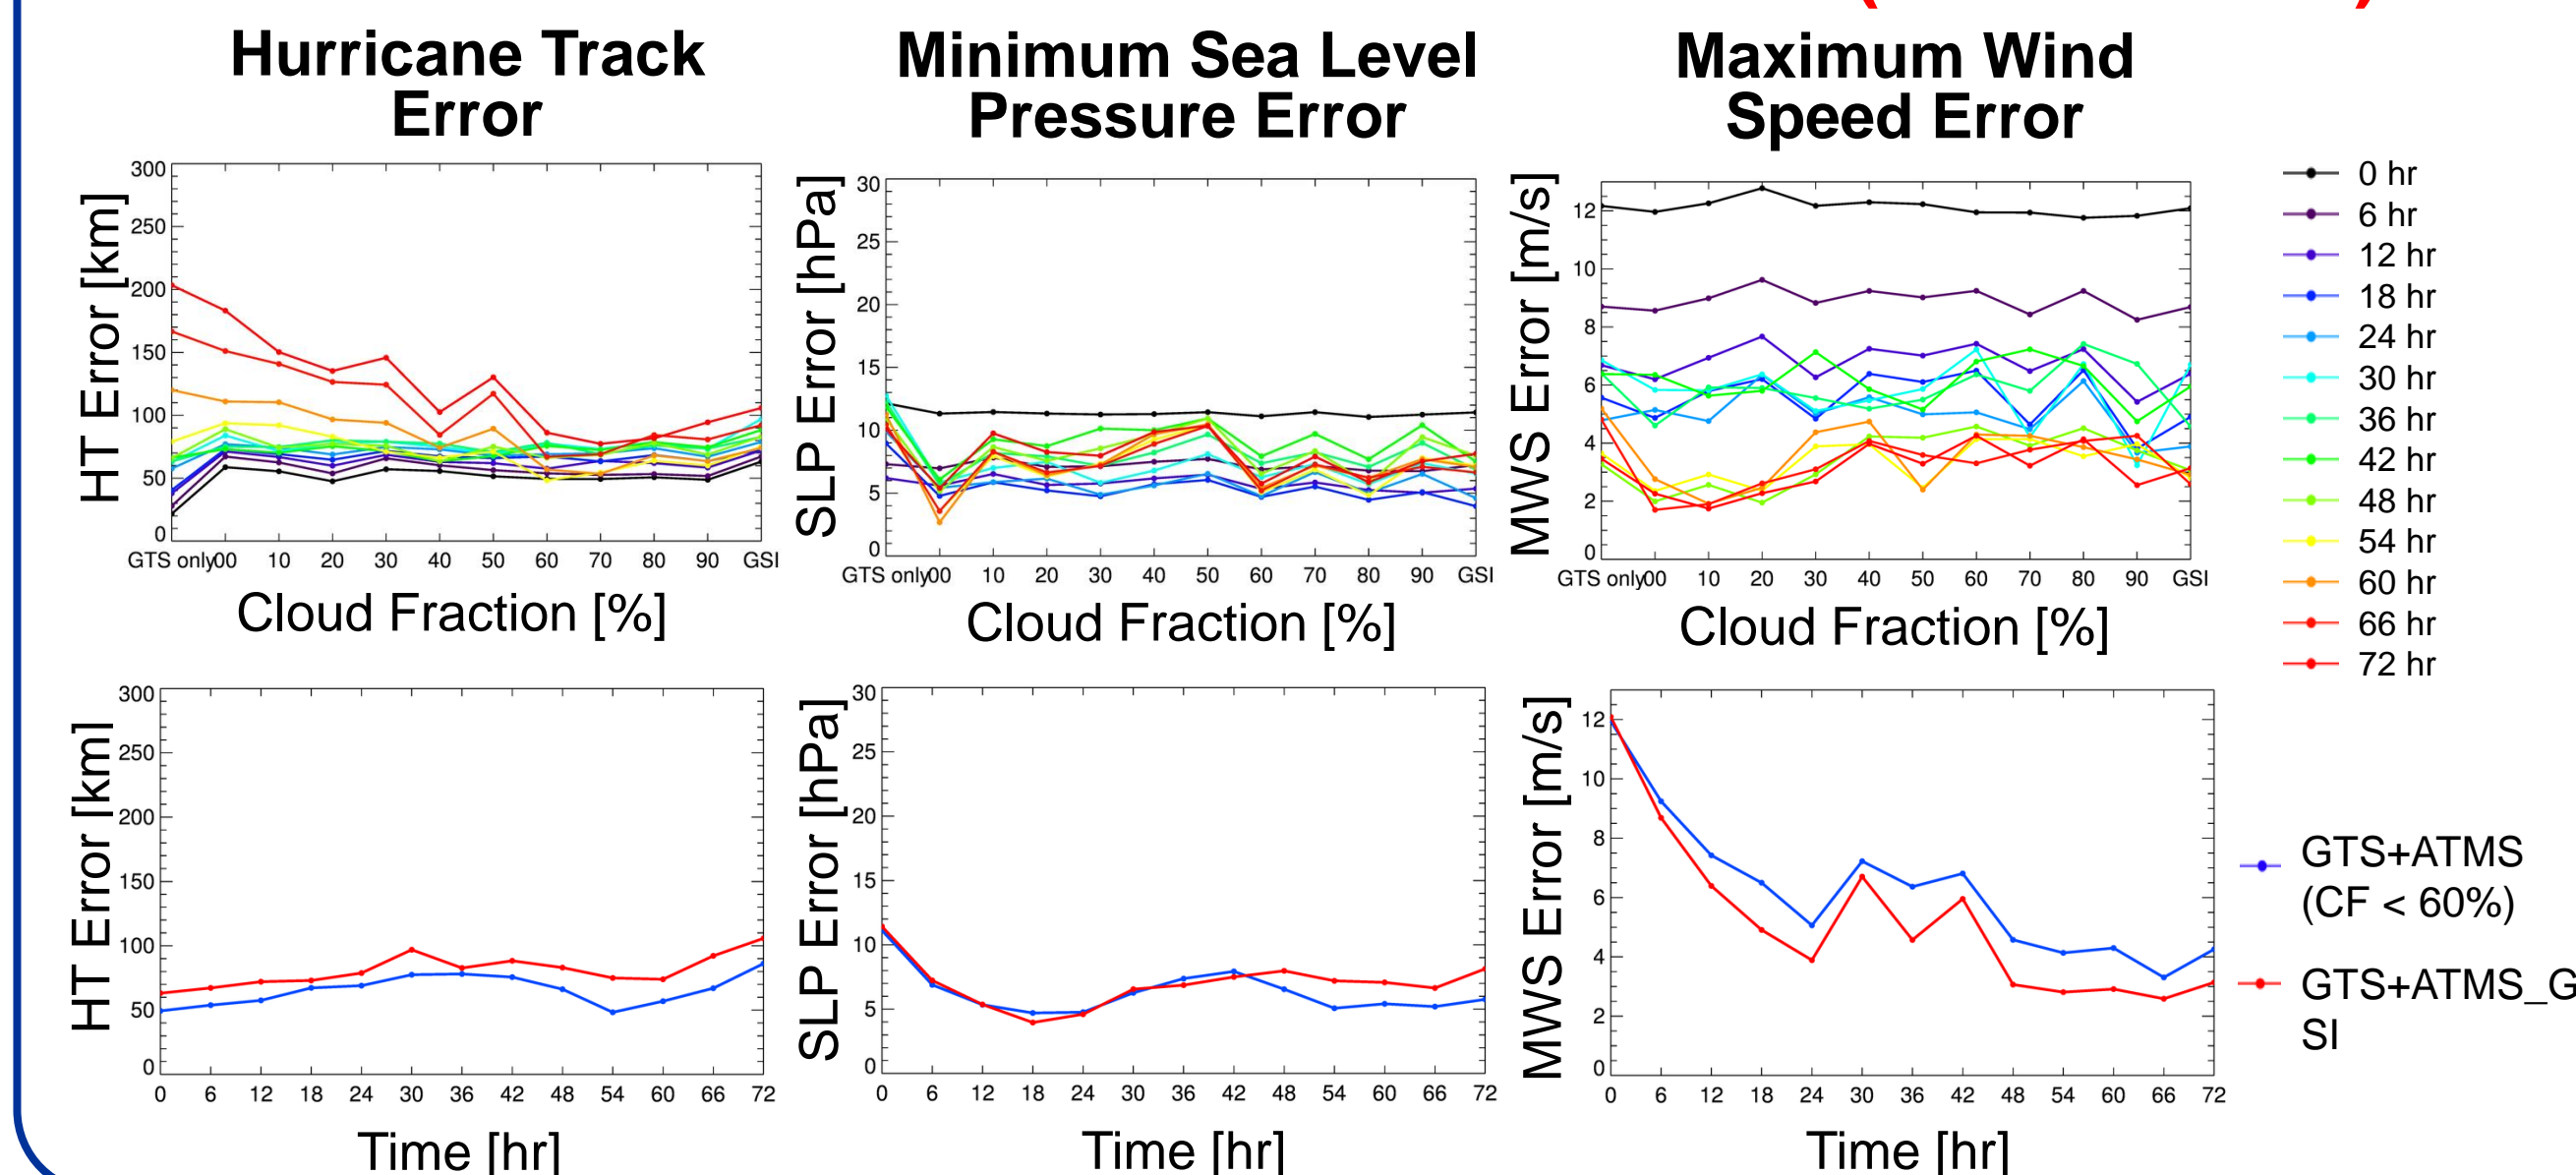 Hurricane Track
Error
Minimum Sea Level
Pressure Error
Maximum Wind
Speed Error
HT Error [km]
300
250
200
150
100
50
0
GTS only 00 10 20 30 40 50 60 70 80 90 GSI
Cloud Fraction [%]
SLP Error [hPa]
30
25
20
15
10
5
0
GTS only 00 10 20 30 40 50 60 70 80 90 GSI
Cloud Fraction [%]
MWS Error [m/s]
12
10
8
6
4
2
0
GTS only 00 10 20 30 40 50 60 70 80 90 GSI
Cloud Fraction [%]
0 hr
6 hr
12 hr
18 hr
24 hr
30 hr
36 hr
42 hr
48 hr
54 hr
60 hr
66 hr
72 hr
HT Error [km]
300
250
200
150
100
50
0
0 6 12 18 24 30 36 42 48 54 60 66 72
Time [hr]
SLP Error [hPa]
30
25
20
15
10
5
0
0 6 12 18 24 30 36 42 48 54 60 66 72
Time [hr]
MWS Error [m/s]
12
10
8
6
4
2
0
0 6 12 18 24 30 36 42 48 54 60 66 72
Time [hr]
GTS+ATMS
(CF < 60%)
GTS+ATMS_G
SI